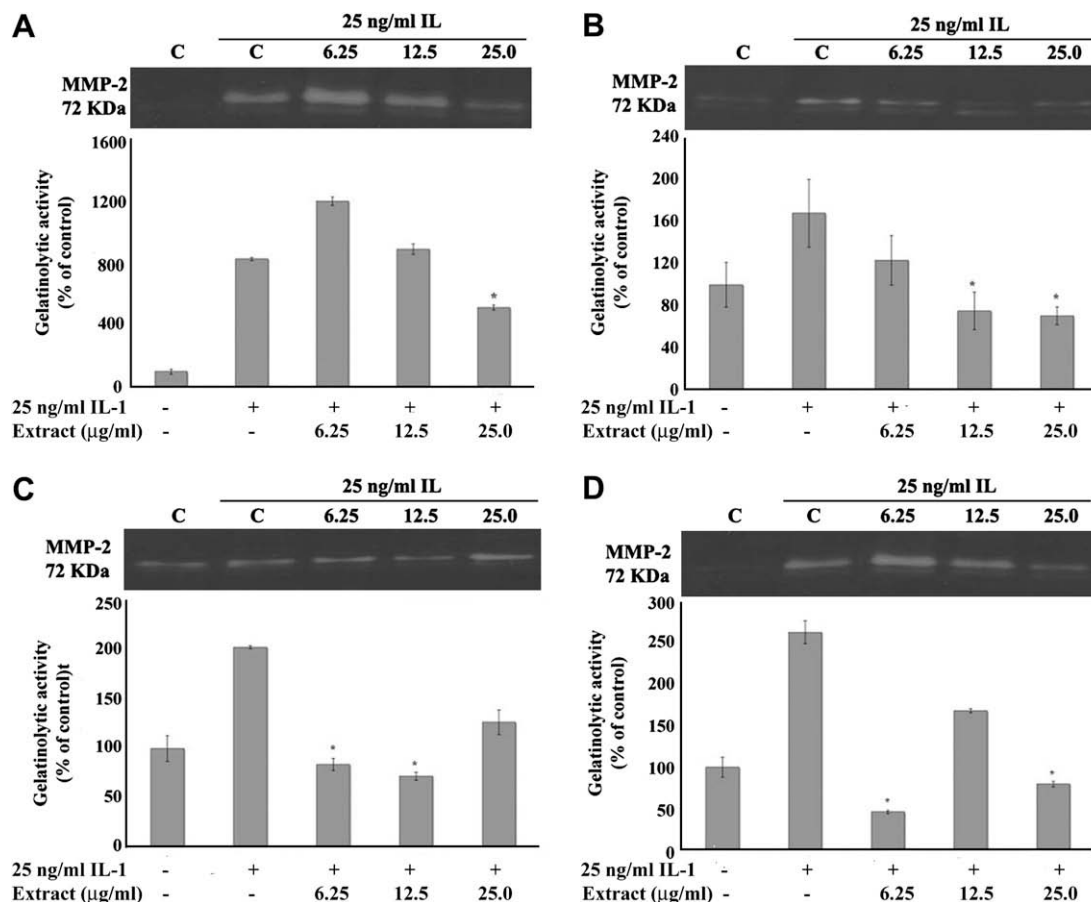 A
25 ng/ml IL
C C 6.25 12.5 25.0
MMP-2
72 KDa
Gelatinolytic activity
(% of control)
1600
1200
800
400
0
*
25 ng/ml IL-1 - + + + +
Extract (μg/ml) - - 6.25 12.5 25.0
B
25 ng/ml IL
C C 6.25 12.5 25.0
MMP-2
72 KDa
Gelatinolytic activity
(% of control)
240
200
160
120
80
40
0
* *
25 ng/ml IL-1 - + + + +
Extract (μg/ml) - - 6.25 12.5 25.0
C
25 ng/ml IL
C C 6.25 12.5 25.0
MMP-2
72 KDa
Gelatinolytic activity
(% of control)t
250
200
150
100
50
0
* *
25 ng/ml IL-1 - + + + +
Extract (μg/ml) - - 6.25 12.5 25.0
D
25 ng/ml IL
C C 6.25 12.5 25.0
MMP-2
72 KDa
Gelatinolytic activity
(% of control)
300
250
200
150
100
50
0
* *
25 ng/ml IL-1 - + + + +
Extract (μg/ml) - - 6.25 12.5 25.0